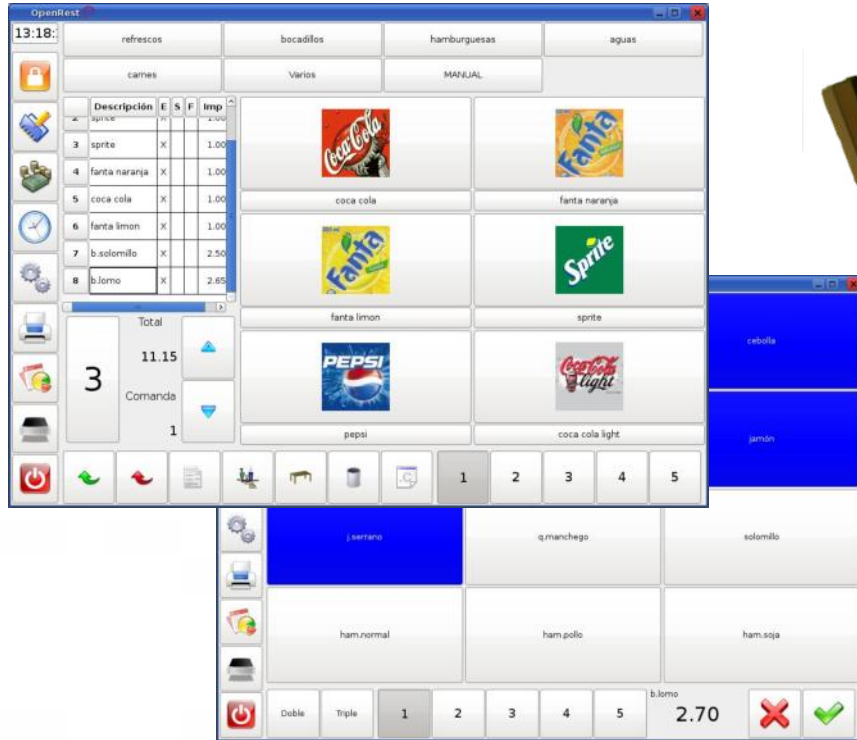 OpenRest
13:18:
refrescos bocadillos hamburguesas aguas
carnes Varios MANUAL
Descripción E S F Imp
2 sprite X 1.00
3 sprite X 1.00
4 fanta naranja X 1.00
5 coca cola X 1.00
6 fanta limon X 1.00
7 b.solomillo X 2.50
8 b.lomo X 2.65
Total
11.15
3
Comanda
1
Coca-Cola Fanta
coca cola fanta naranja
Fanta Sprite
fanta limon sprite
PEPSI Coca-Cola light
pepsi coca cola light
.C.
1 2 3 4 5
cebolla
jamón
j.serrano q.manchego solomillo
ham.normal ham.pollo ham.soja
Doble Triple 1 2 3 4 5
b.lomo
2.70